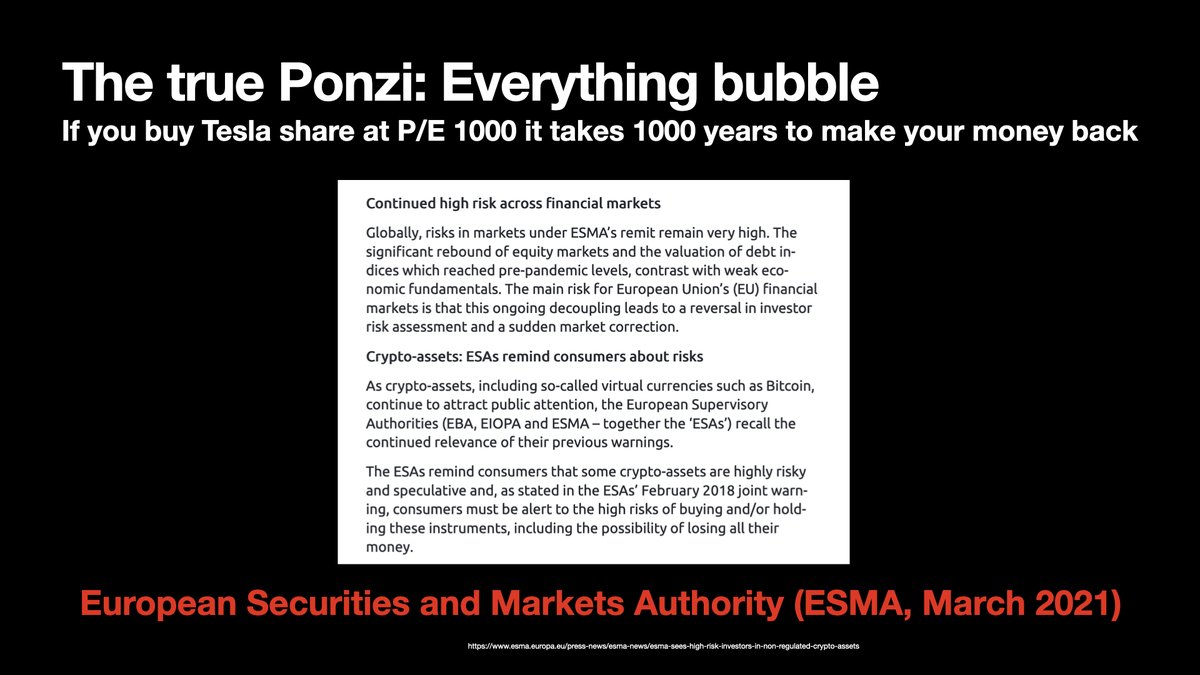 The true Ponzi: Everything bubble
If you buy Tesla share at P/E 1000 it takes 1000 years to make your money back
Continued high risk across financial markets
Globally, risks in markets under ESMA’s remit remain very high. The
significant rebound of equity markets and the valuation of debt in-
dices which reached pre-pandemic levels, contrast with weak eco-
nomic fundamentals. The main risk for European Union’s (EU) financial
markets is that this ongoing decoupling leads to a reversal in investor
risk assessment and a sudden market correction.
Crypto-assets: ESAs remind consumers about risks
As crypto-assets, including so-called virtual currencies such as Bitcoin,
continue to attract public attention, the European Supervisory
Authorities (EBA, EIOPA and ESMA – together the ‘ESAs’) recall the
continued relevance of their previous warnings.
The ESAs remind consumers that some crypto-assets are highly risky
and speculative and, as stated in the ESAs’ February 2018 joint warn-
ing, consumers must be alert to the high risks of buying and/or hold-
ing these instruments, including the possibility of losing all their
money.
European Securities and Markets Authority (ESMA, March 2021)
https://www.esma.europa.eu/press-news/esma-news/esma-sees-high-risk-investors-in-non-regulated-crypto-assets